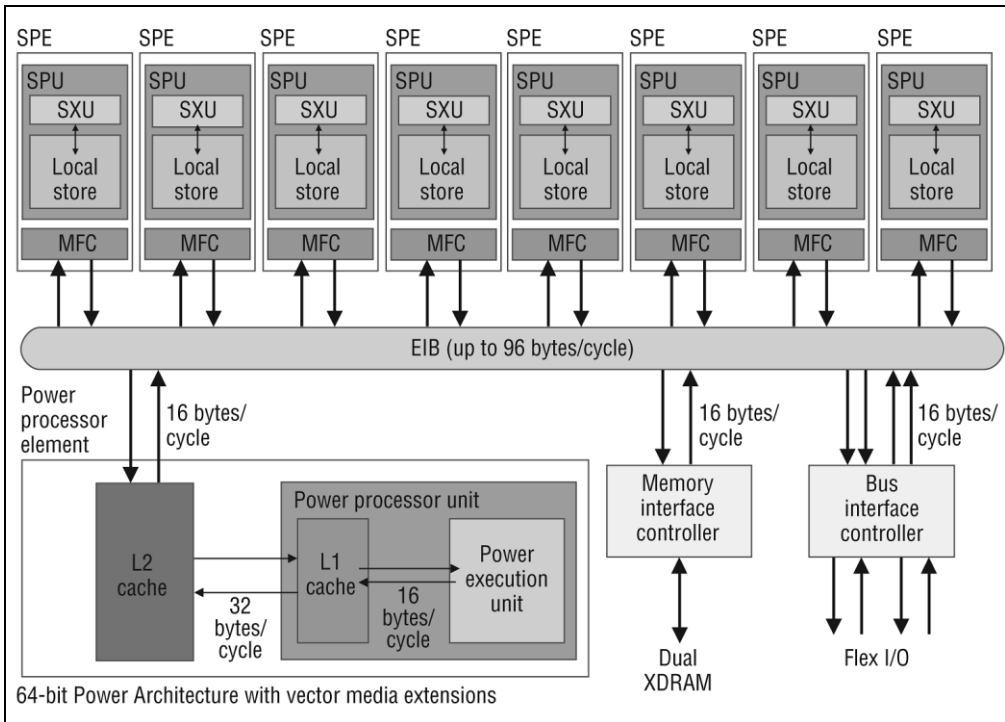 SPE SPE SPE SPE SPE SPE SPE SPE
SPU SPU SPU SPU SPU SPU SPU SPU
SXU SXU SXU SXU SXU SXU SXU SXU
Local Local Local Local Local Local Local Local
store store store store store store store store
MFC MFC MFC MFC MFC MFC MFC MFC
EIB (up to 96 bytes/cycle)
Power
processor
element
16 bytes/
cycle
16 bytes/
cycle
16 bytes/
cycle
L2
cache
Power processor unit
L1
cache
Power
execution
unit
32
bytes/
cycle
16
bytes/
cycle
Memory
interface
controller
Bus
interface
controller
Dual
XDRAM
Flex I/O
64-bit Power Architecture with vector media extensions